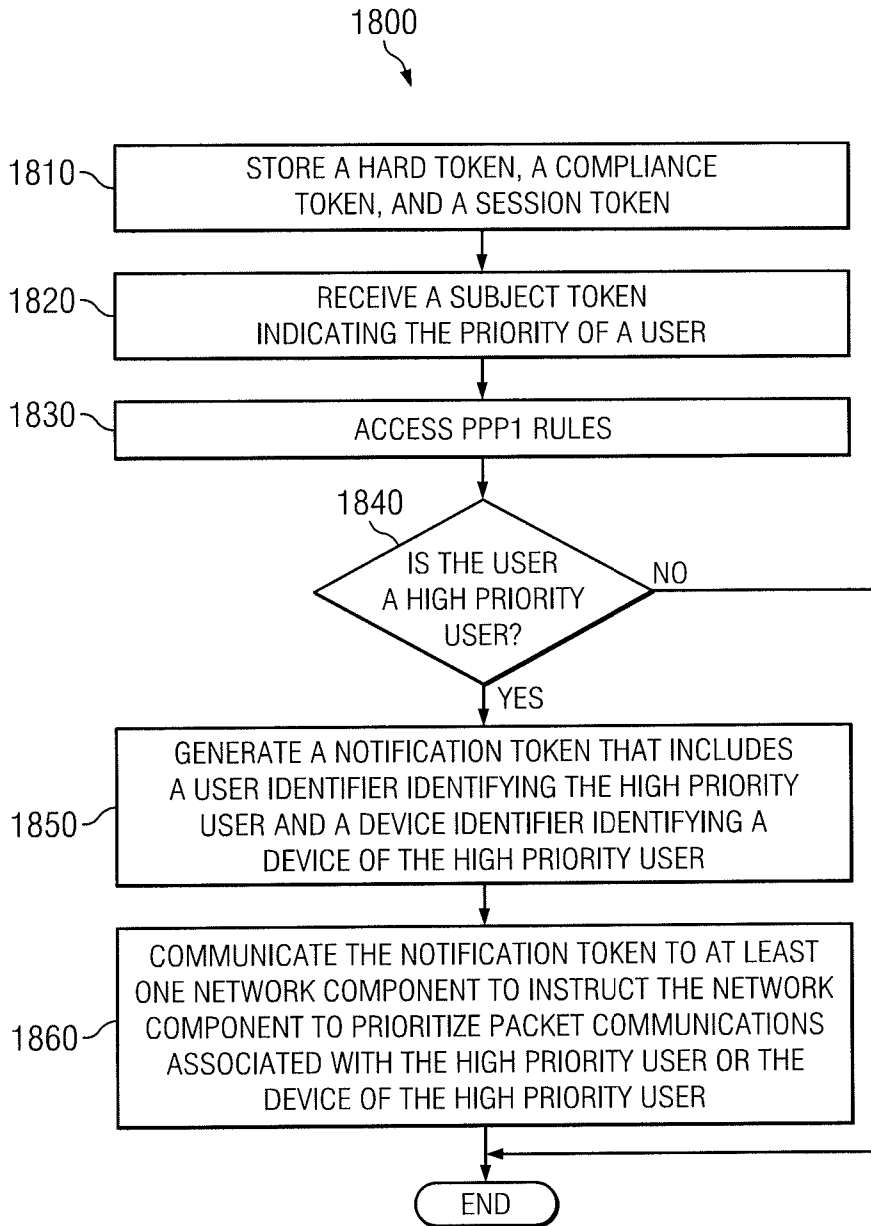 1800
1810
STORE A HARD TOKEN, A COMPLIANCE
TOKEN, AND A SESSION TOKEN
1820
RECEIVE A SUBJECT TOKEN
INDICATING THE PRIORITY OF A USER
1830
ACCESS PPP1 RULES
1840
IS THE USER
A HIGH PRIORITY
USER?
NO
YES
1850
GENERATE A NOTIFICATION TOKEN THAT INCLUDES
A USER IDENTIFIER IDENTIFYING THE HIGH PRIORITY
USER AND A DEVICE IDENTIFIER IDENTIFYING A
DEVICE OF THE HIGH PRIORITY USER
1860
COMMUNICATE THE NOTIFICATION TOKEN TO AT LEAST
ONE NETWORK COMPONENT TO INSTRUCT THE NETWORK
COMPONENT TO PRIORITIZE PACKET COMMUNICATIONS
ASSOCIATED WITH THE HIGH PRIORITY USER OR THE
DEVICE OF THE HIGH PRIORITY USER
END